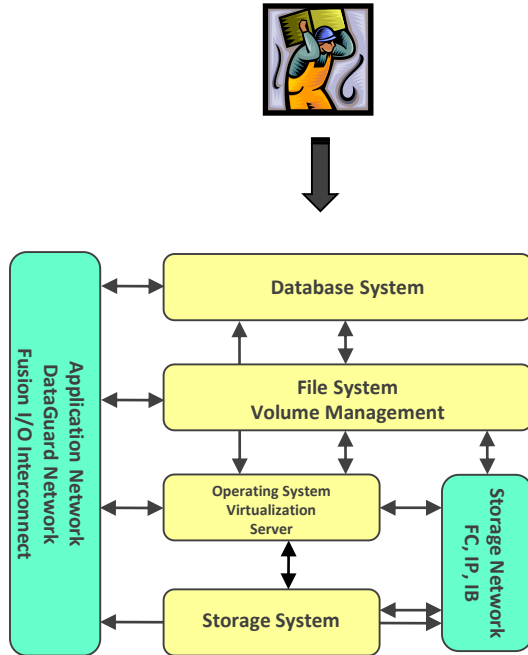 Database System
File System
Volume Management
Operating System
Virtualization
Server
Storage System
Application Network
DataGuard Network
Fusion I/O Interconnect
Storage Network
FC, IP, IB